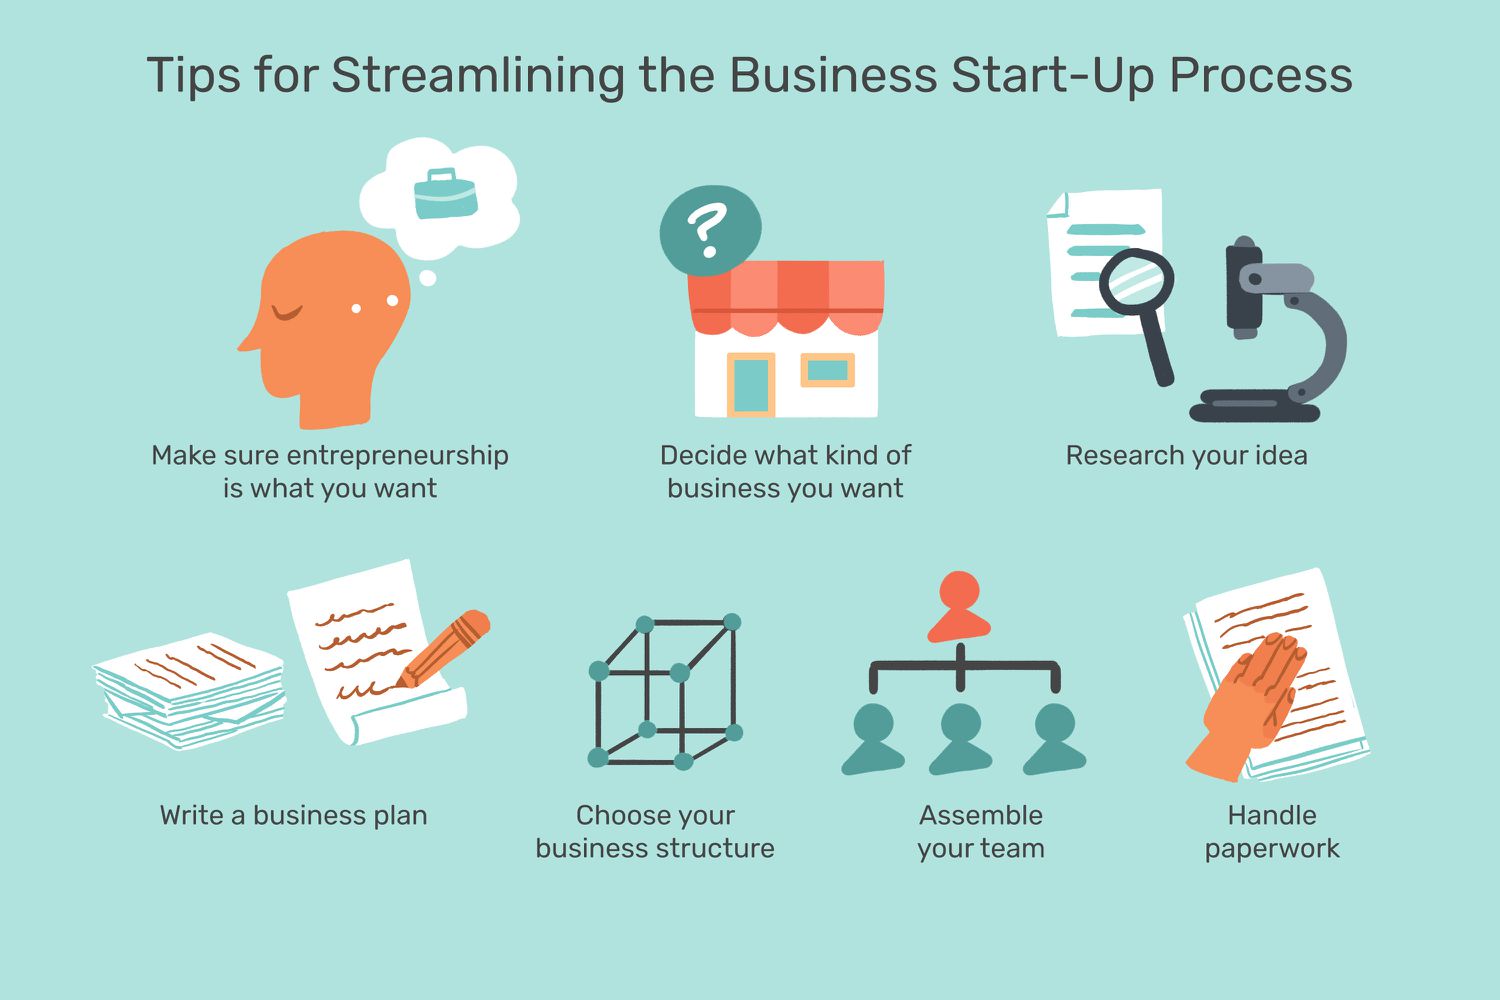 Tips for Streamlining the Business Start-Up Process
?
Make sure entrepreneurship
is what you want
Decide what kind of
business you want
Research your idea
Write a business plan
Choose your
business structure
Assemble
your team
Handle
paperwork